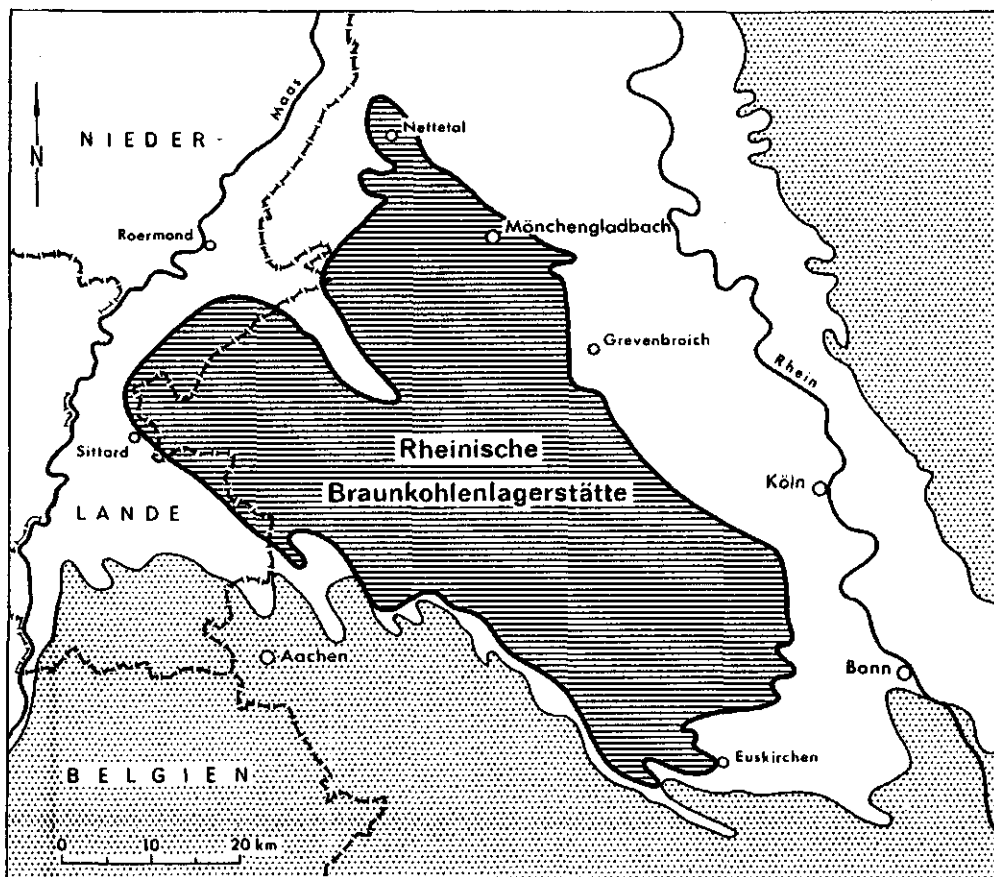 Maas
Nettetal
NIEDER
N
Roermond
Mönchengladbach
Grevenbroich
Rhein
Sittard
Rheinische
Braunkohlenlagerstätte
Köln
LANDE
Aachen
Bonn
Euskirchen
BELGIEN
0 10 20 km